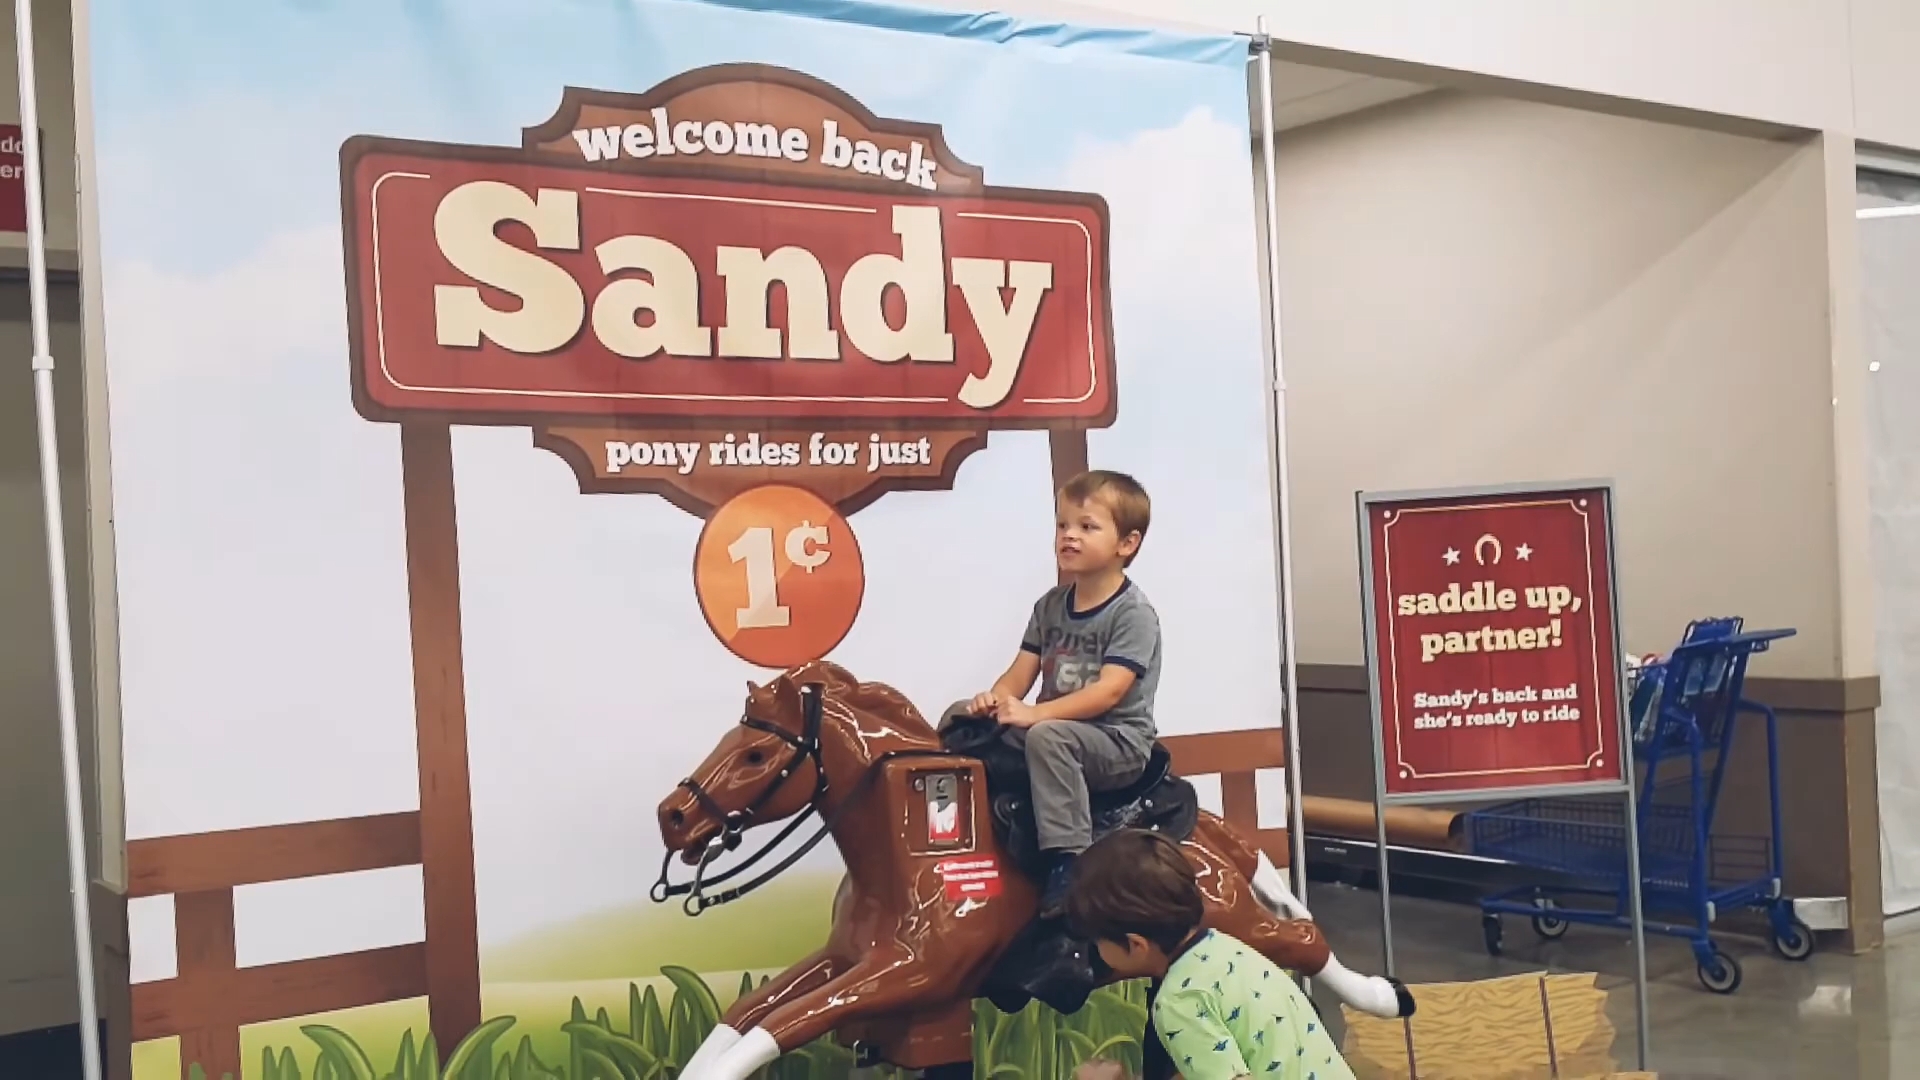 welcome back
Sandy
pony rides for just
1¢
saddle up,
partner!
Sandy's back and
she's ready to ride